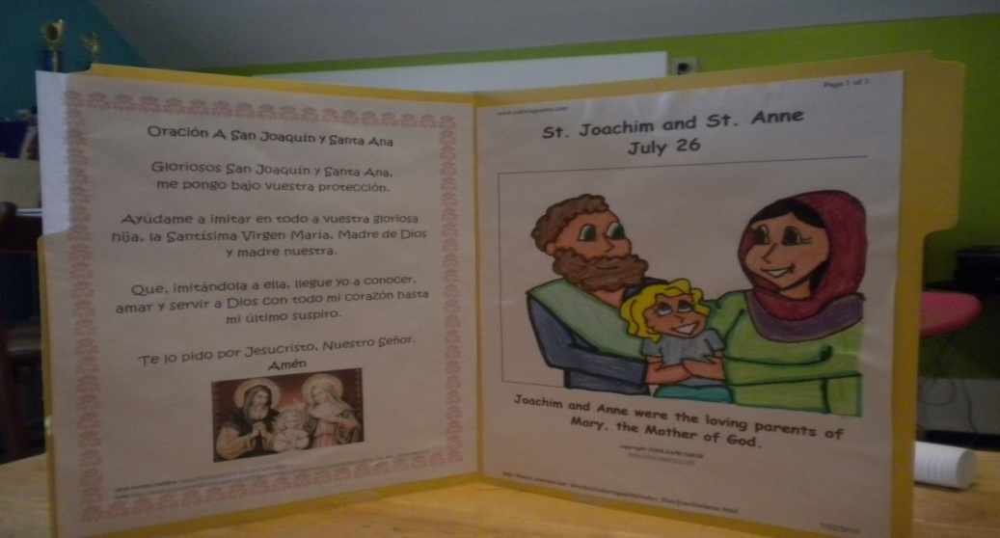 Oración A San Joaquín y Santa Ana
Gloriosos San Joaquín y Santa Ana,
me pongo bajo vuestra protección.
Ayúdame a imitar en todo a vuestra gloriosa
hija, la Santísima Virgen María, Madre de Dios
y madre nuestra.
Que, imitándola a ella, llegue yo a conocer,
amar y servir a Dios con todo mi corazón hasta
mi último suspiro.
Te lo pido por Jesucristo, Nuestro Señor.
Amén
Page 1 of 1
St. Joachim and St. Anne
July 26
Joachim and Anne were the loving parents of
Mary, the Mother of God.
copyright 2004